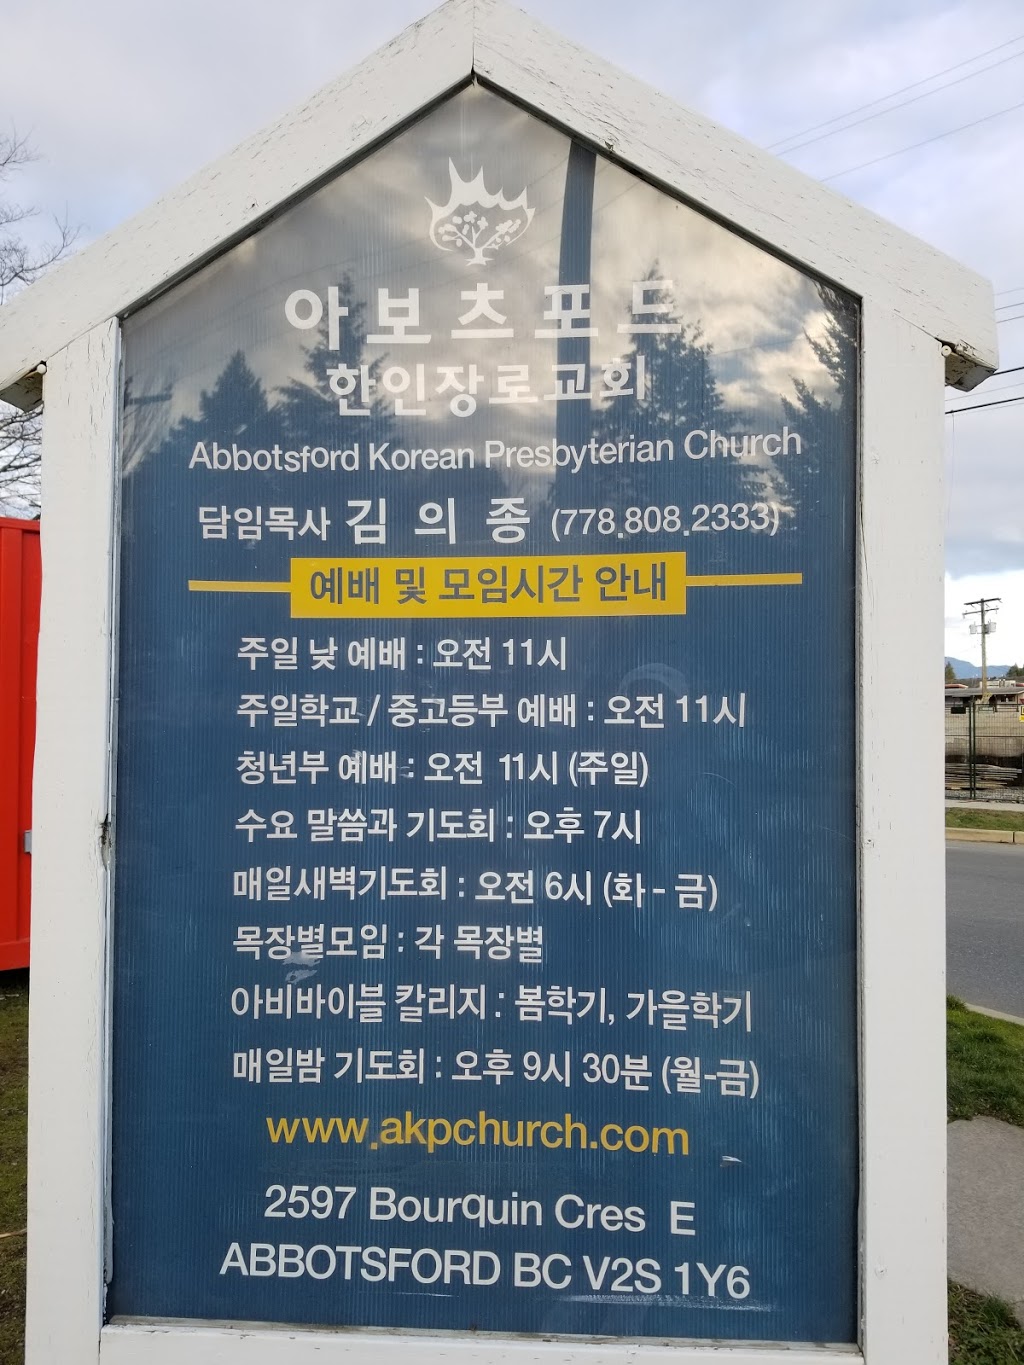 아보츠포드
한인장로교회
Abbotsford Korean Presbyterian Church
담임목사 김 의 종 (778.808.2333)
예배 및 모임시간 안내
주일 낮 예배 : 오전 11시
주일학교 / 중고등부 예배 : 오전 11시
청년부 예배 : 오전 11시 (주일)
수요 말씀과 기도회 : 오후 7시
매일새벽기도회 : 오전 6시 (화 - 금)
목장별모임 : 각 목장별
아비바이블 칼리지 : 봄학기, 가을학기
매일밤 기도회 : 오후 9시 30분 (월-금)
www.akpchurch.com
2597 Bourquin Cres E
ABBOTSFORD BC V2S 1Y6